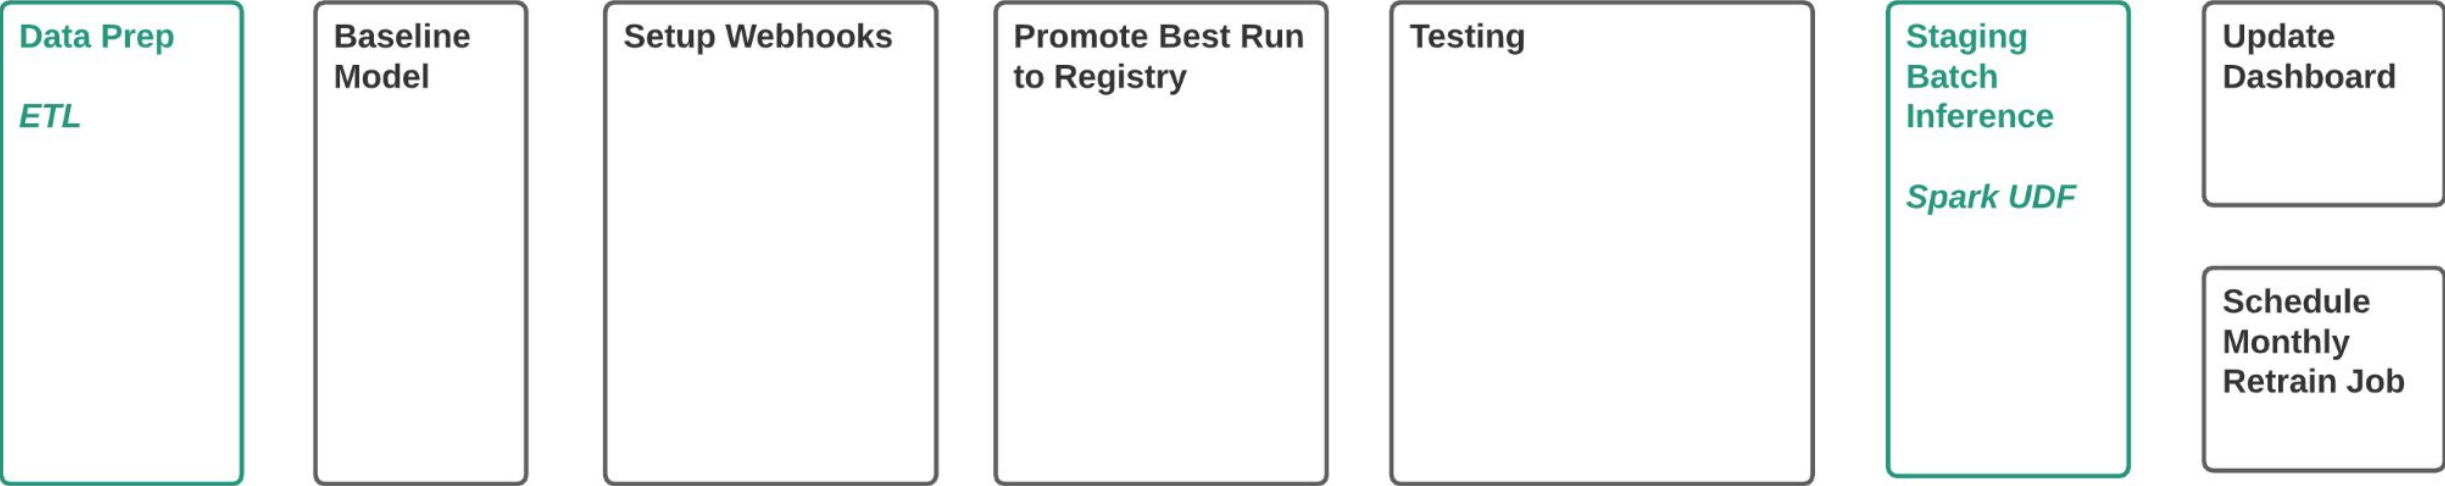 Data Prep
ETL
Baseline
Model
Setup Webhooks
Promote Best Run
to Registry
Testing
Staging
Batch
Inference
Spark UDF
Update
Dashboard
Schedule
Monthly
Retrain Job